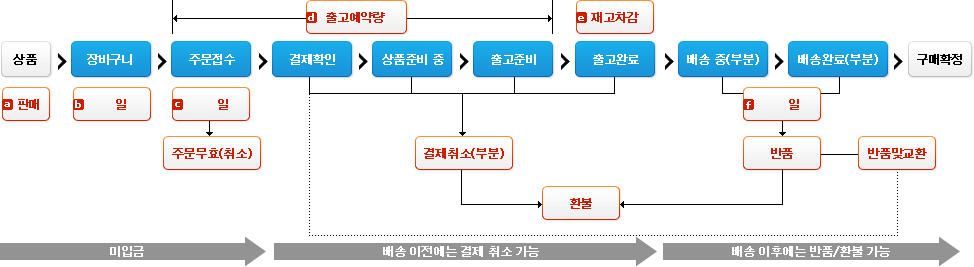 d 출고예약량
e 재고차감
상품
장바구니
주문접수
결제확인
상품준비 중
출고준비
출고완료
배송 중(부분)
배송완료(부분)
구매확정
a 판매
b 일
c 일
f 일
주문무효(취소)
결제취소(부분)
반품
반품맞교환
환불
미입금
배송 이전에는 결제 취소 가능
배송 이후에는 반품/환불 가능